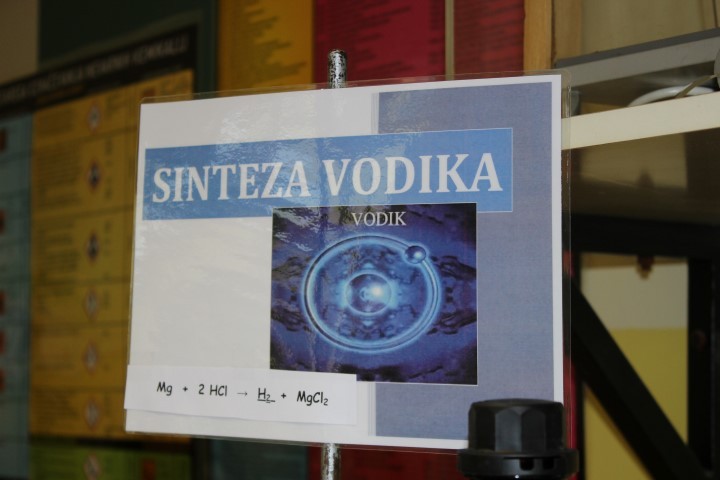 SINTEZA VODIKA
VODIK
Mg + 2 HCl → H₂ + MgCl₂